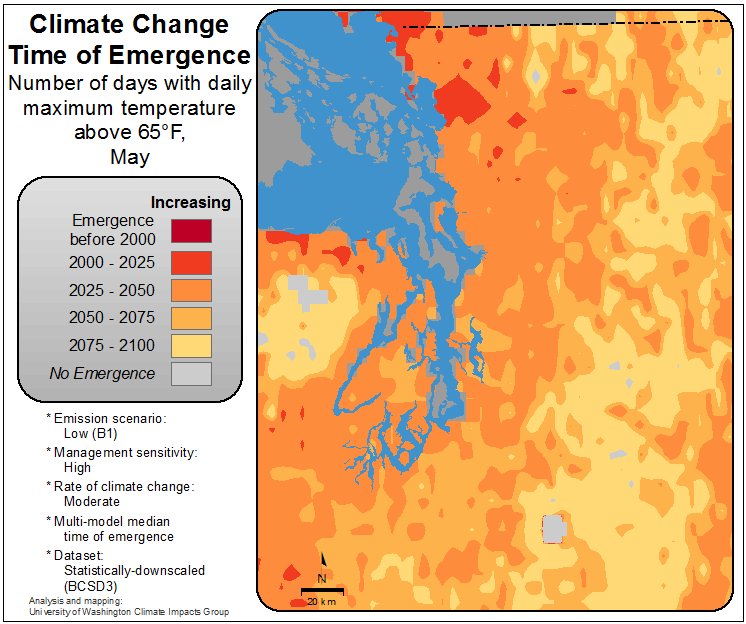 Climate Change
Time of Emergence
Number of days with daily
maximum temperature
above 65°F,
May
Increasing
Emergence
before 2000
2000 - 2025
2025 - 2050
2050 - 2075
2075 - 2100
No Emergence
* Emission scenario:
Low (B1)
* Management sensitivity:
High
* Rate of climate change:
Moderate
* Multi-model median
time of emergence
* Dataset:
Statistically-downscaled
(BCSD3)
Analysis and mapping:
University of Washington Climate Impacts Group
N
20 km